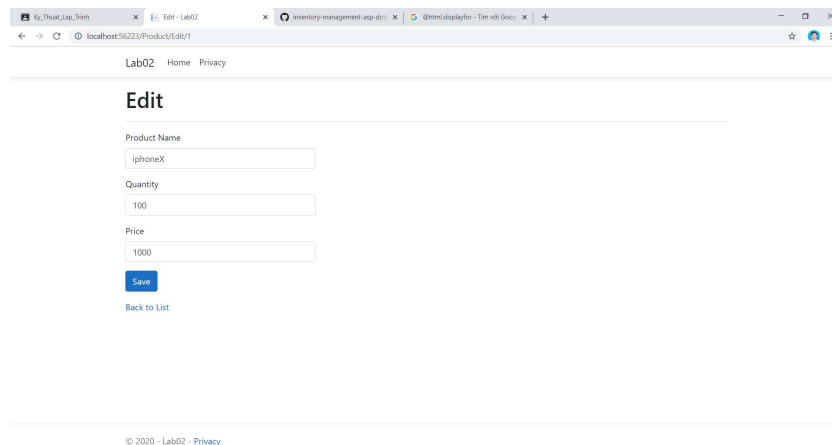 Ky_Thuat_Lap_Trinh
Edit - Lab02
inventory-management-asp-dotn
@html.displayfor - Tìm với Goog
localhost:56223/Product/Edit/1
Lab02 Home Privacy
Edit
Product Name
iphoneX
Quantity
100
Price
1000
Save
Back to List
© 2020 - Lab02 - Privacy